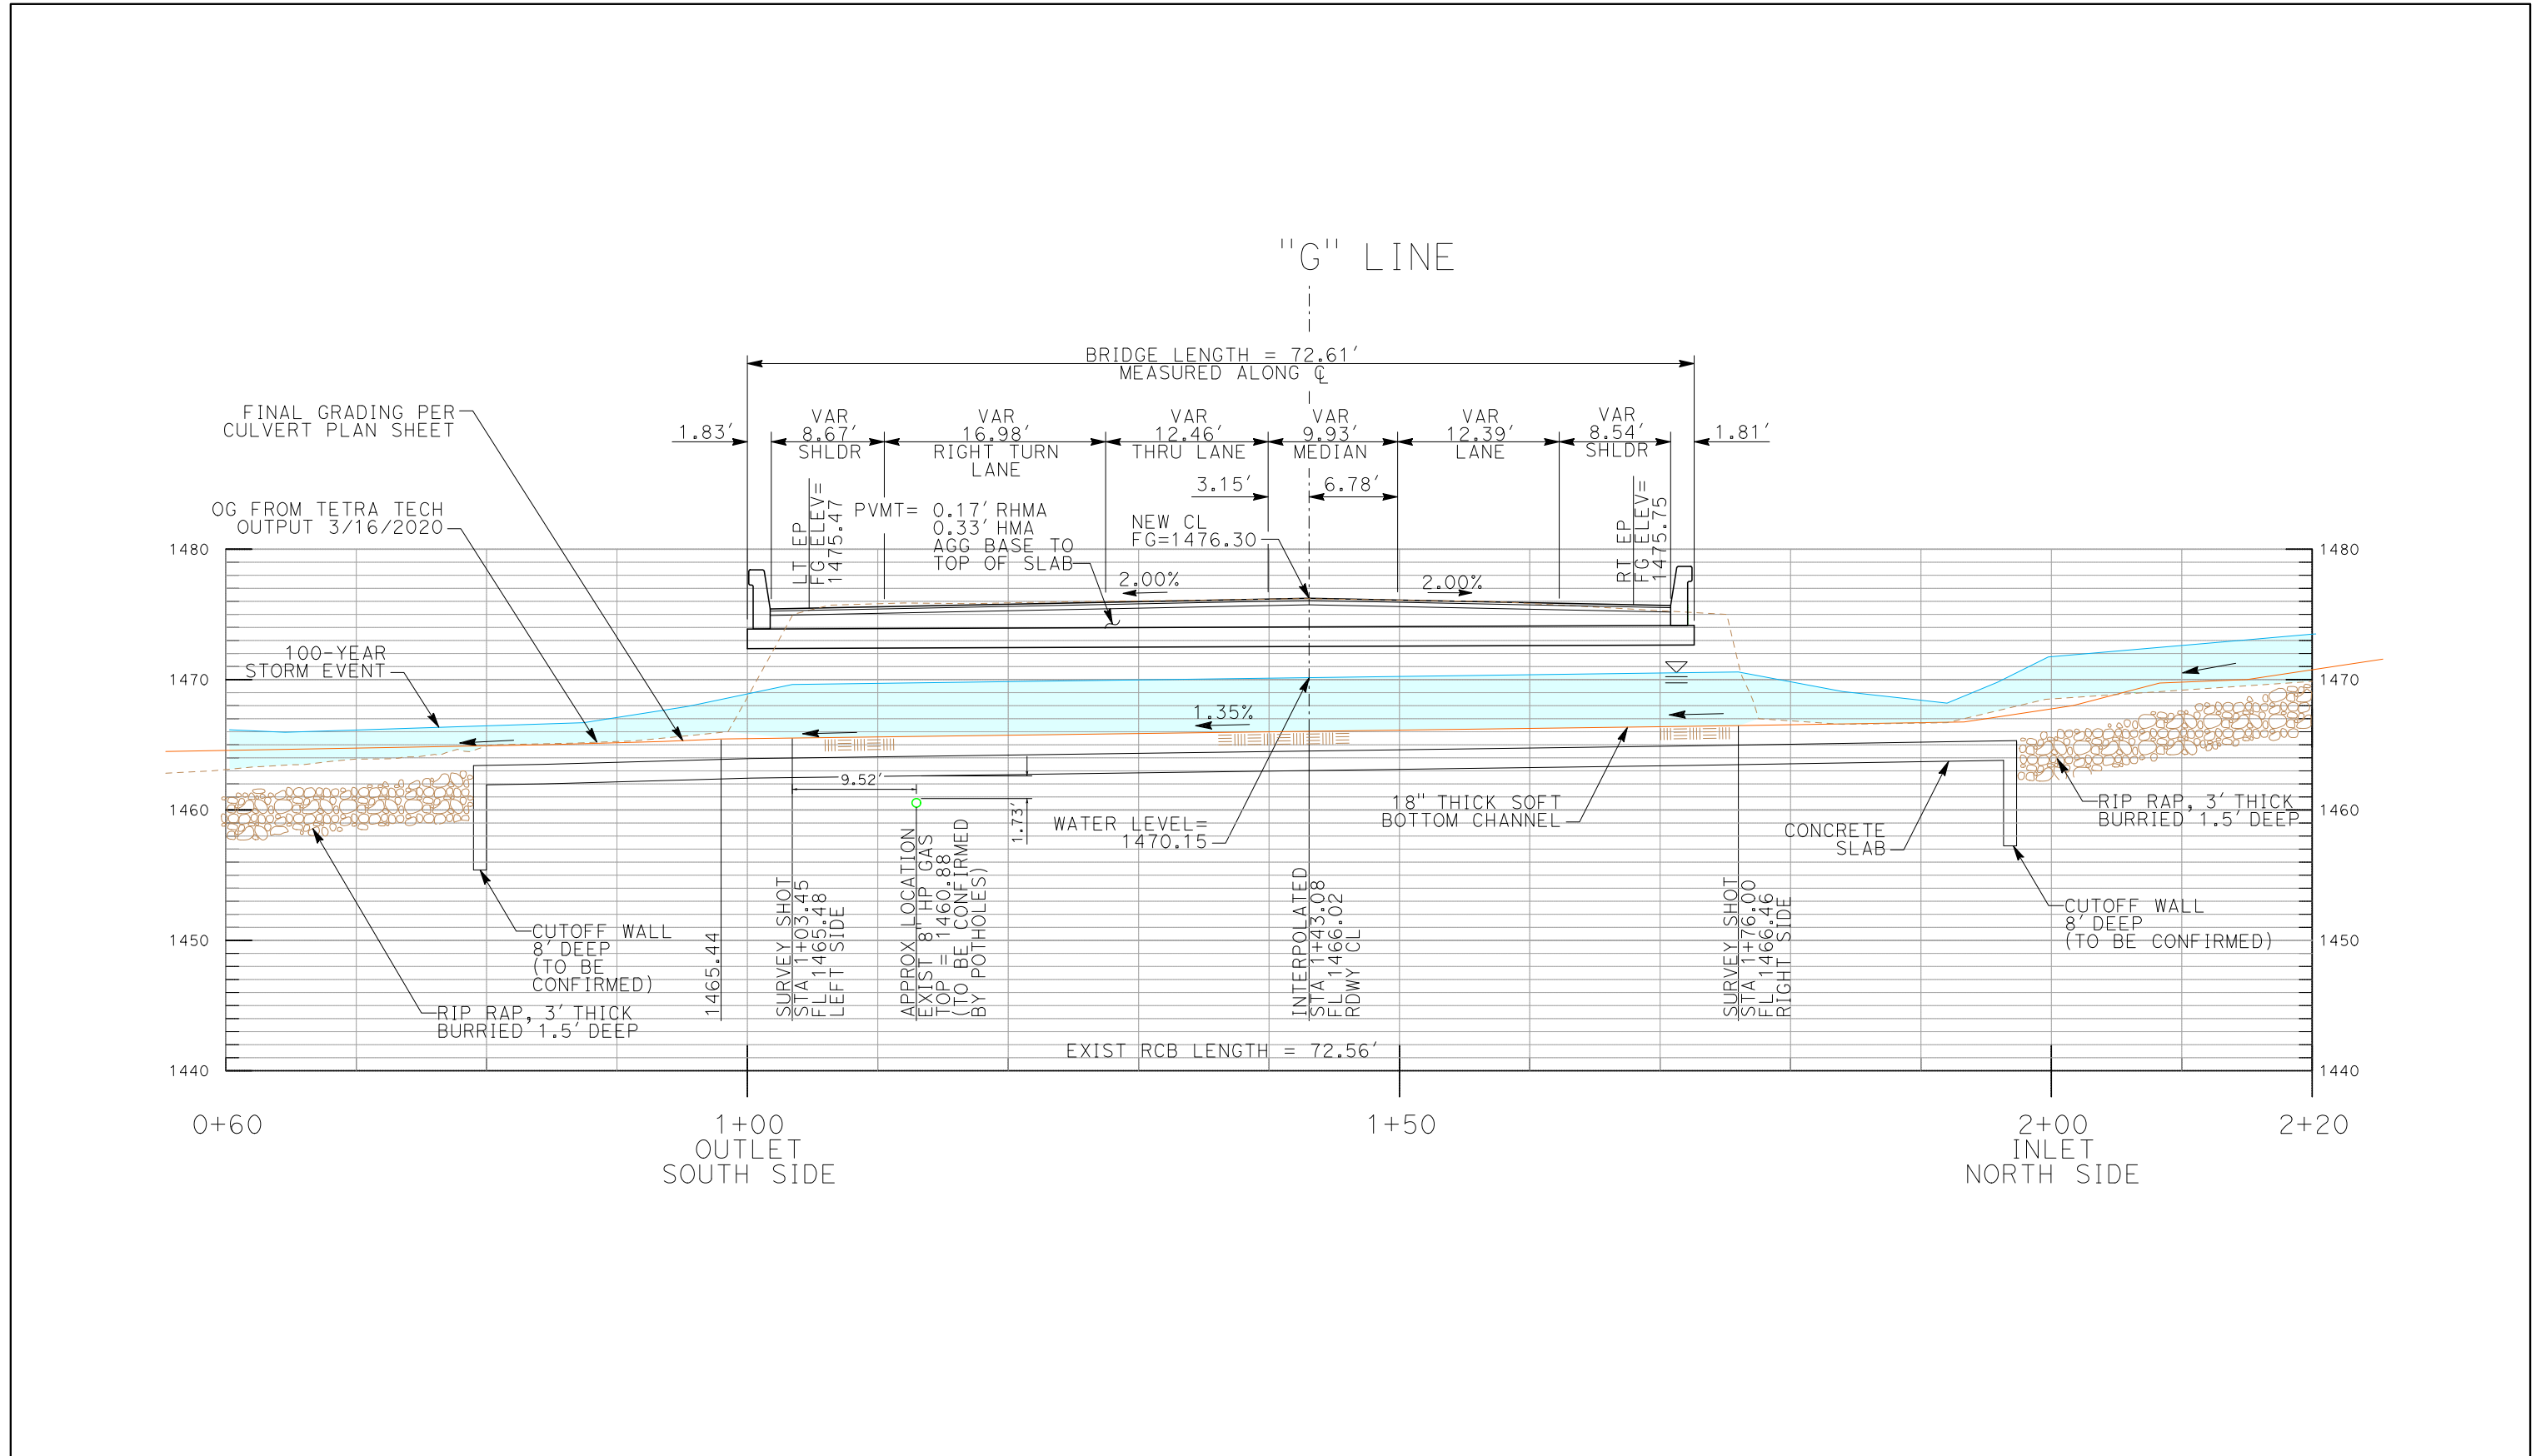 "G" LINE
BRIDGE LENGTH = 72.61'
MEASURED ALONG ℄
FINAL GRADING PER
CULVERT PLAN SHEET
1.83'
VAR
8.67'
SHLDR
VAR
16.98'
RIGHT TURN
LANE
VAR
12.46'
THRU LANE
VAR
9.93'
MEDIAN
VAR
12.39'
LANE
VAR
8.54'
SHLDR
1.81'
3.15'
6.78'
OG FROM TETRA TECH
OUTPUT 3/16/2020
LT EP
FG ELEV=
1475.47
PVMT= 0.17' RHMA
0.33' HMA
AGG BASE TO
TOP OF SLAB
NEW CL
FG=1476.30
RT EP
FG ELEV=
1475.75
2.00%
2.00%
1480
1480
100-YEAR
STORM EVENT
1470
1470
1.35%
9.52'
1.73'
WATER LEVEL=
1470.15
18" THICK SOFT
BOTTOM CHANNEL
CONCRETE
SLAB
RIP RAP, 3' THICK
BURRIED 1.5' DEEP
1460
1460
CUTOFF WALL
8' DEEP
(TO BE
CONFIRMED)
RIP RAP, 3' THICK
BURRIED 1.5' DEEP
1465.44
SURVEY SHOT
STA 1+03.45
FL 1465.48
LEFT SIDE
APPROX LOCATION
EXIST 8" HP GAS
TOP = 1460.88
(TO BE CONFIRMED
BY POTHOLES)
INTERPOLATED
STA 1+43.08
FL 1466.02
RDWY CL
SURVEY SHOT
STA 1+76.00
FL 1466.46
RIGHT SIDE
CUTOFF WALL
8' DEEP
(TO BE CONFIRMED)
1450
1450
EXIST RCB LENGTH = 72.56'
1440
1440
0+60
1+00
OUTLET
SOUTH SIDE
1+50
2+00
INLET
NORTH SIDE
2+20